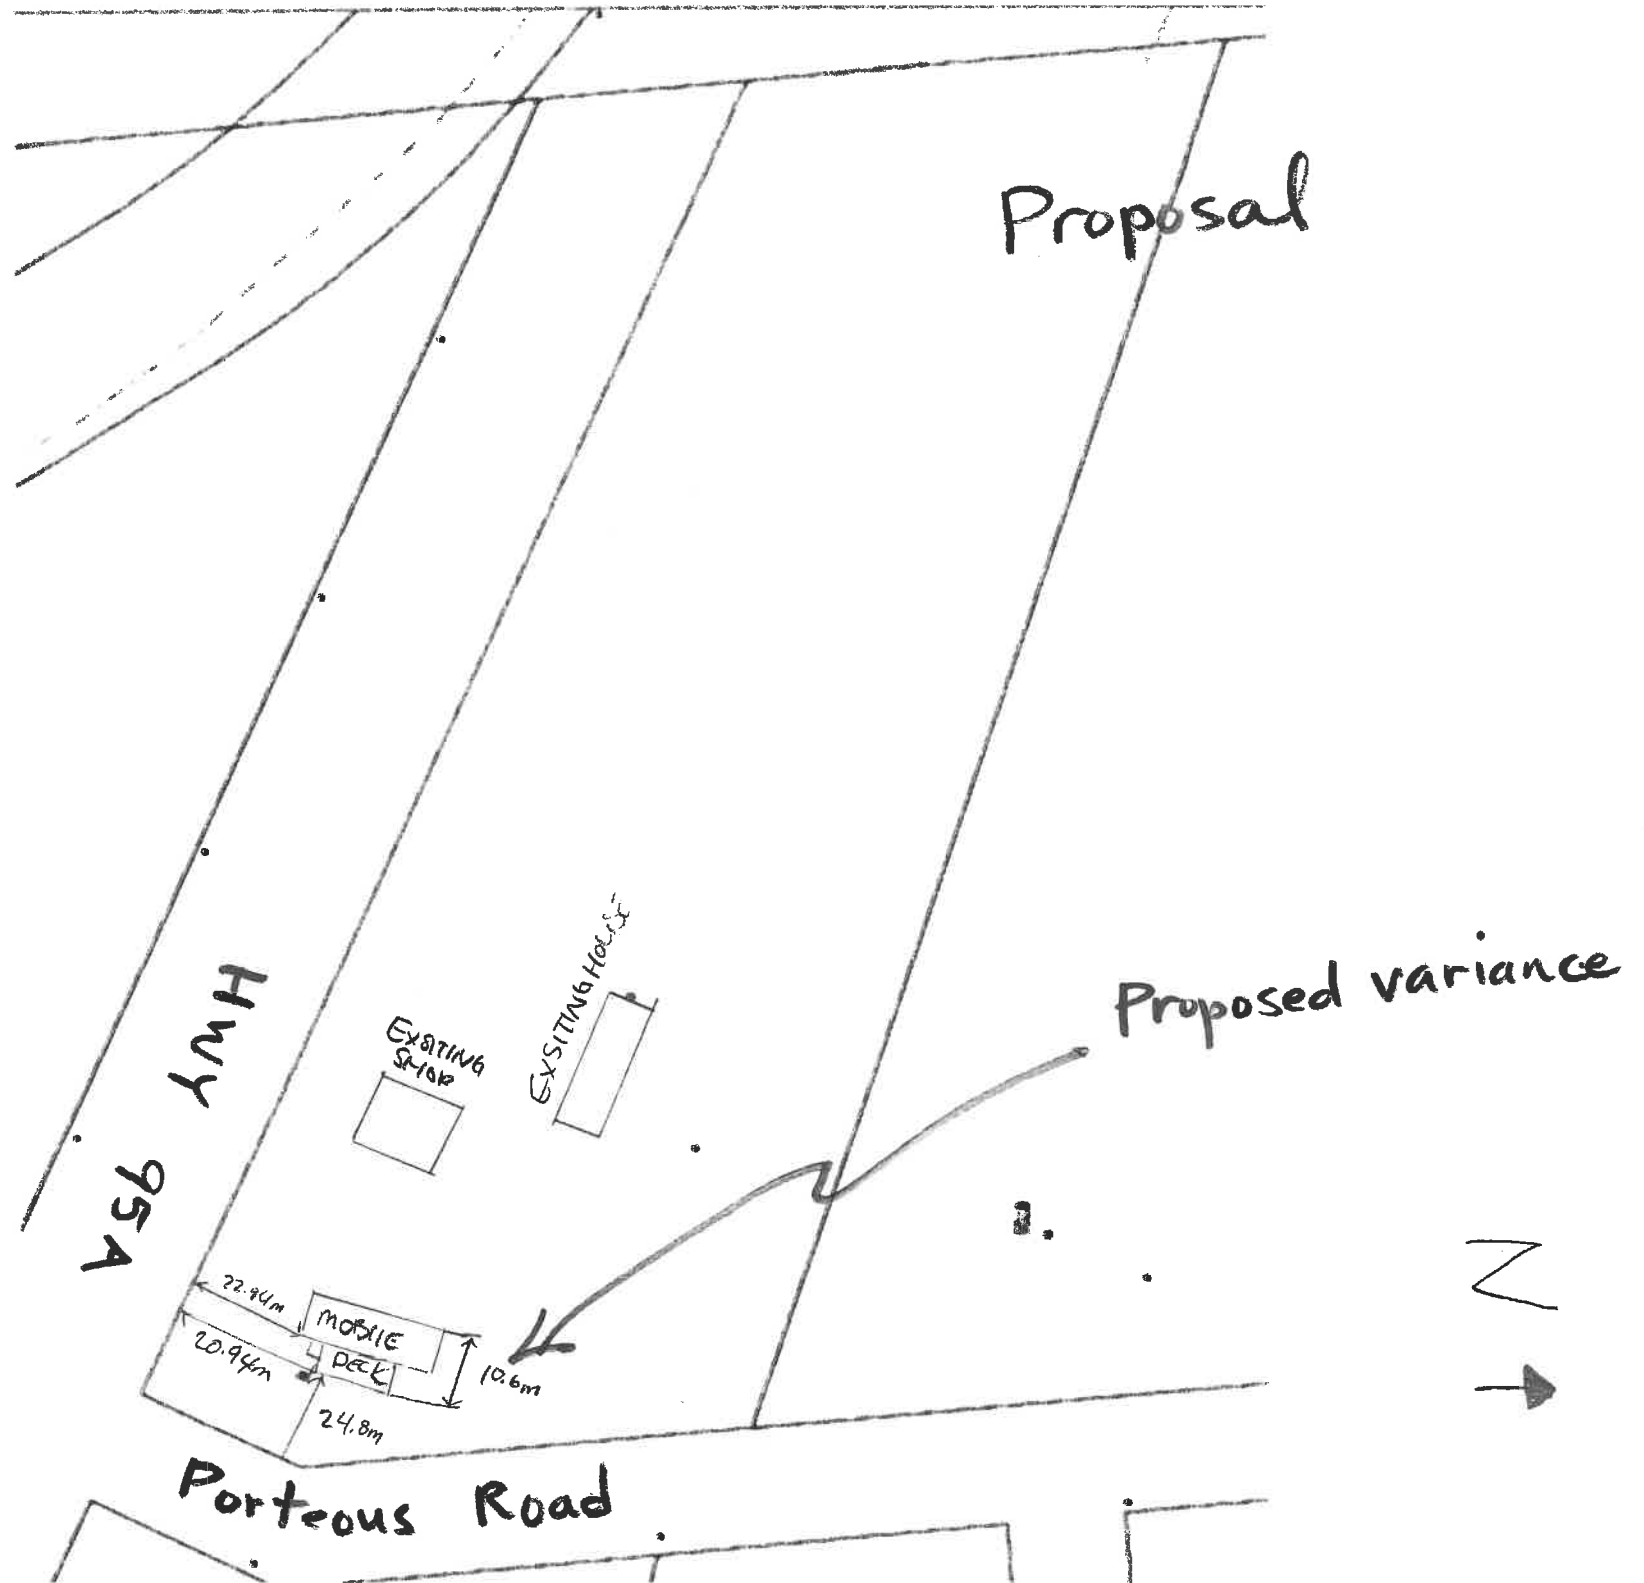 Proposal
Proposed variance
EXSITING HOUSE
EXSITING
SHOP
HWY 95A
22.94m
MOBILE
20.94m
DECK
10.6m
24.8m
Porteous Road
N